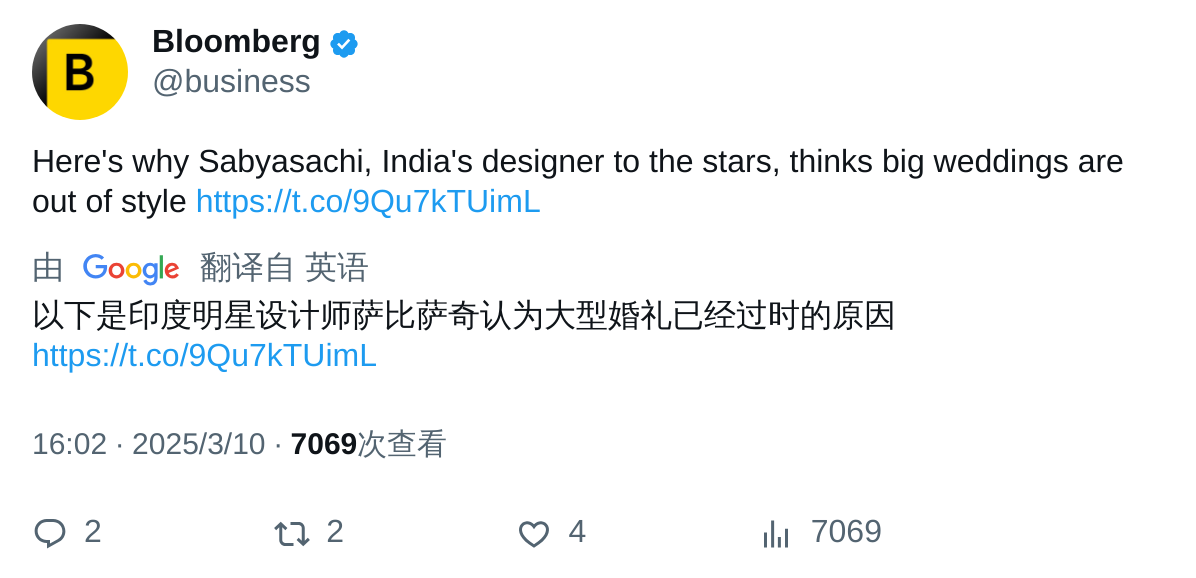 B
Bloomberg
@business
Here's why Sabyasachi, India's designer to the stars, thinks big weddings are
out of style https://t.co/9Qu7kTUimL
由 Google 翻译自 英语
以下是印度明星设计师萨比萨奇认为大型婚礼已经过时的原因
https://t.co/9Qu7kTUimL
16:02 · 2025/3/10 · 7069次查看
2 2 4 7069